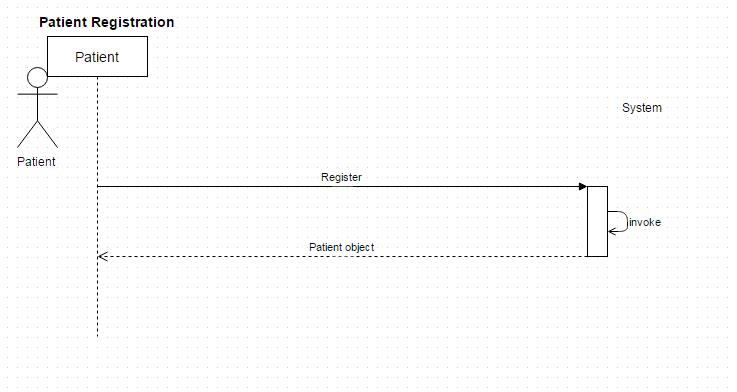 Patient Registration
Patient
System
Patient
Register
invoke
Patient object